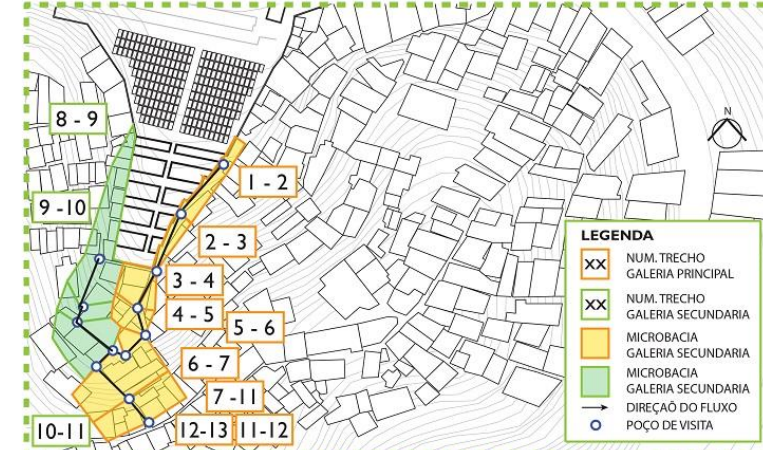 N
8 - 9
1 - 2
9 -10
2 - 3
3 - 4
4 - 5
5 - 6
6 - 7
7 -11
10-11
12-13
11-12
LEGENDA
XX
NUM. TRECHO
GALERIA PRINCIPAL
XX
NUM. TRECHO
GALERIA SECUNDARIA
MICROBACIA
GALERIA SECUNDARIA
MICROBACIA
GALERIA SECUNDARIA
DIREÇAÕ DO FLUXO
POÇO DE VISITA